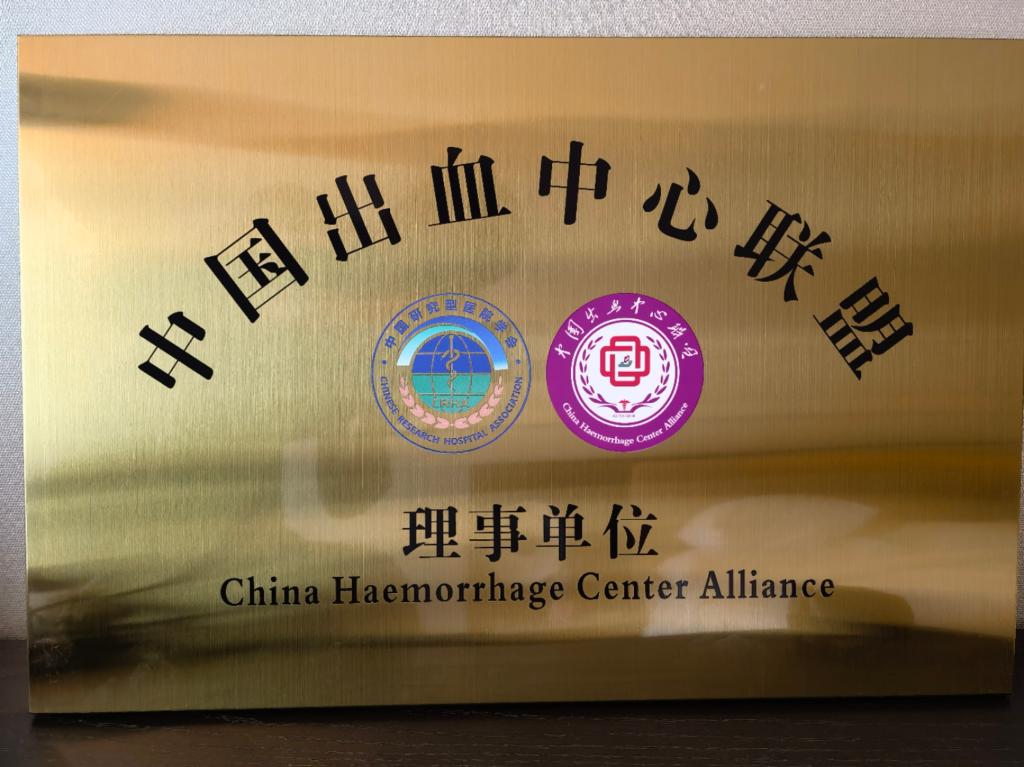 中国出血中心联盟
中国研究型医院学会
CRHA
CHINESE RESEARCH HOSPITAL ASSOCIATION
中国出血中心联盟
China Haemorrhage Center Alliance
理事单位
China Haemorrhage Center Alliance